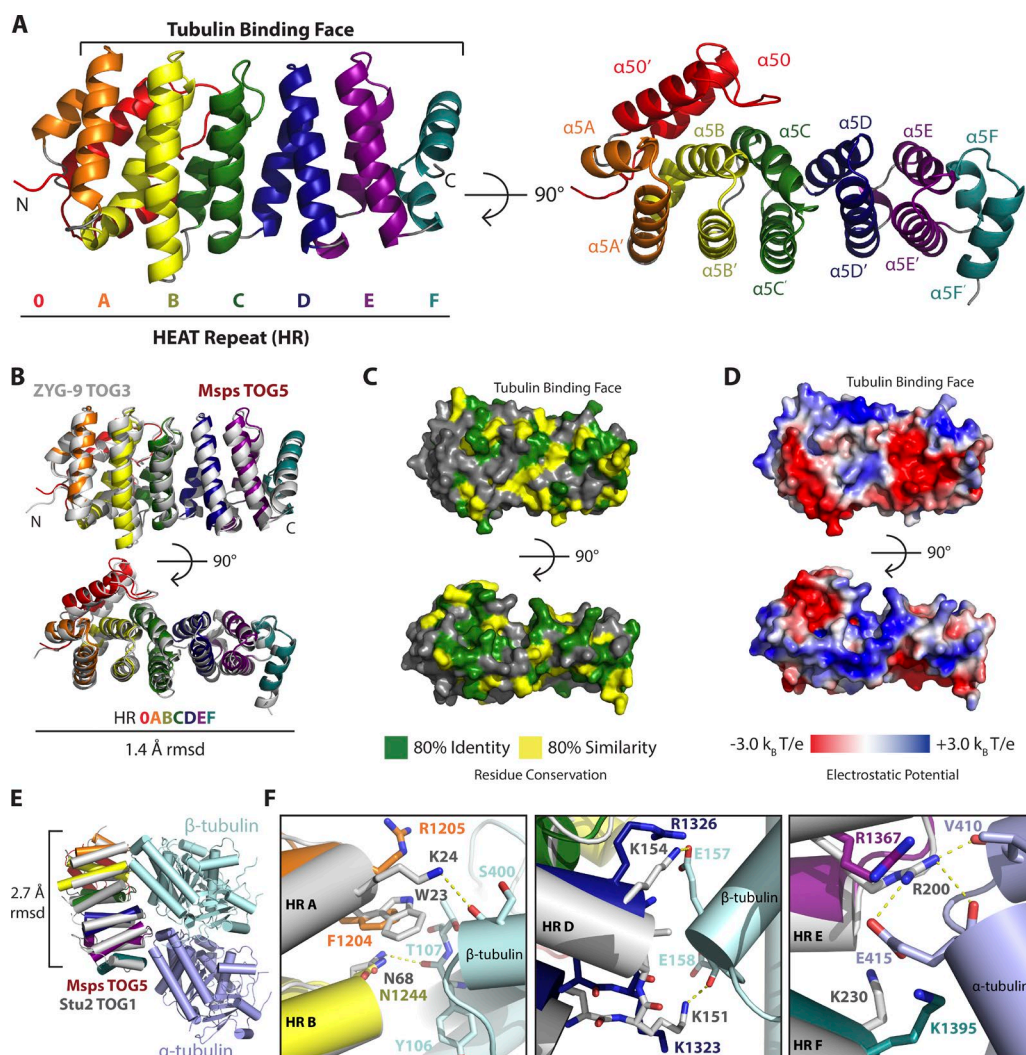 A
Tubulin Binding Face
N
C
90°
0 A B C D E F
HEAT Repeat (HR)
α50′ α50
α5A α5B α5C α5D α5E α5F
α5A′ α5B′ α5C′ α5D′ α5E′ α5F′
B
ZYG-9 TOG3 Msps TOG5
N C
90°
HR 0ABCDEF
1.4 Å rmsd
C
Tubulin Binding Face
90°
80% Identity 80% Similarity
Residue Conservation
D
Tubulin Binding Face
90°
-3.0 kBT/e +3.0 kBT/e
Electrostatic Potential
E
β-tubulin
2.7 Å
rmsd
Msps TOG5
Stu2 TOG1
α-tubulin
F
R1205
K24
S400
W23
HR A
F1204
T107
β-tubulin
N68
N1244
HR B
Y106
R1326
K154
E157
β-tubulin
HR D
E158
K151
K1323
V410
R1367
R200
HR E
E415
α-tubulin
K230
K1395
HR F